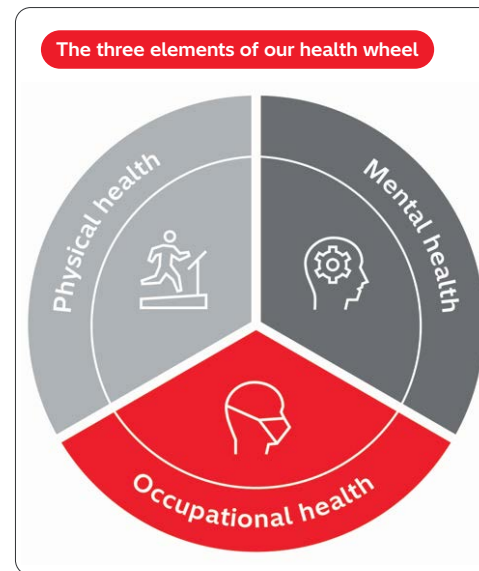 The three elements of our health wheel
Physical health
Mental health
Occupational health